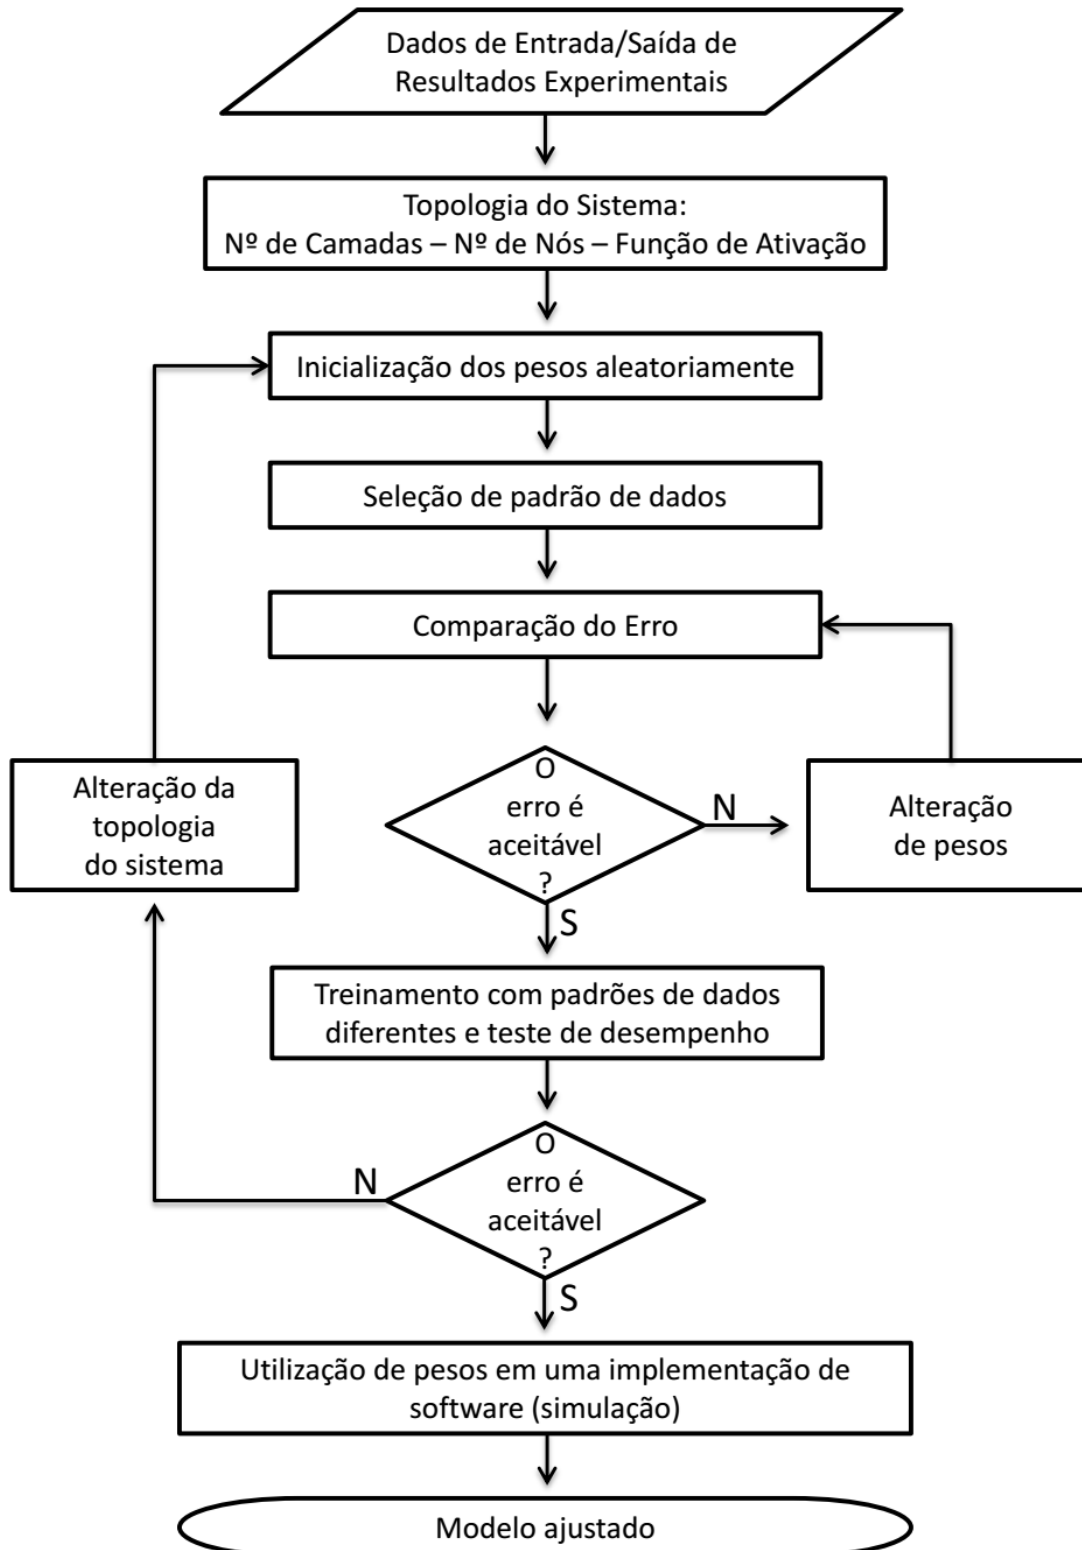 Dados de Entrada/Saída de
Resultados Experimentais
Topologia do Sistema:
Nº de Camadas – Nº de Nós – Função de Ativação
Inicialização dos pesos aleatoriamente
Seleção de padrão de dados
Comparação do Erro
Alteração da
topologia
do sistema
O
erro é
aceitável
?
N
Alteração
de pesos
S
Treinamento com padrões de dados
diferentes e teste de desempenho
N
O
erro é
aceitável
?
S
Utilização de pesos em uma implementação de
software (simulação)
Modelo ajustado